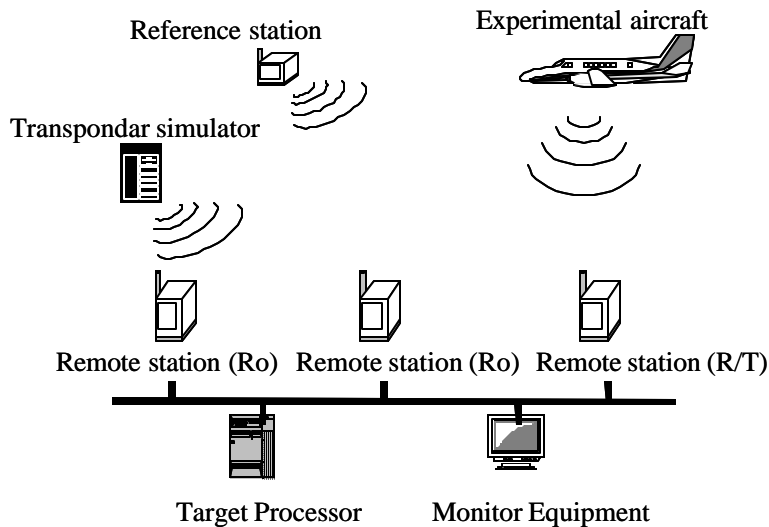 Reference station
Experimental aircraft
Transpondar simulator
Remote station (Ro)
Remote station (Ro)
Remote station (R/T)
Target Processor
Monitor Equipment